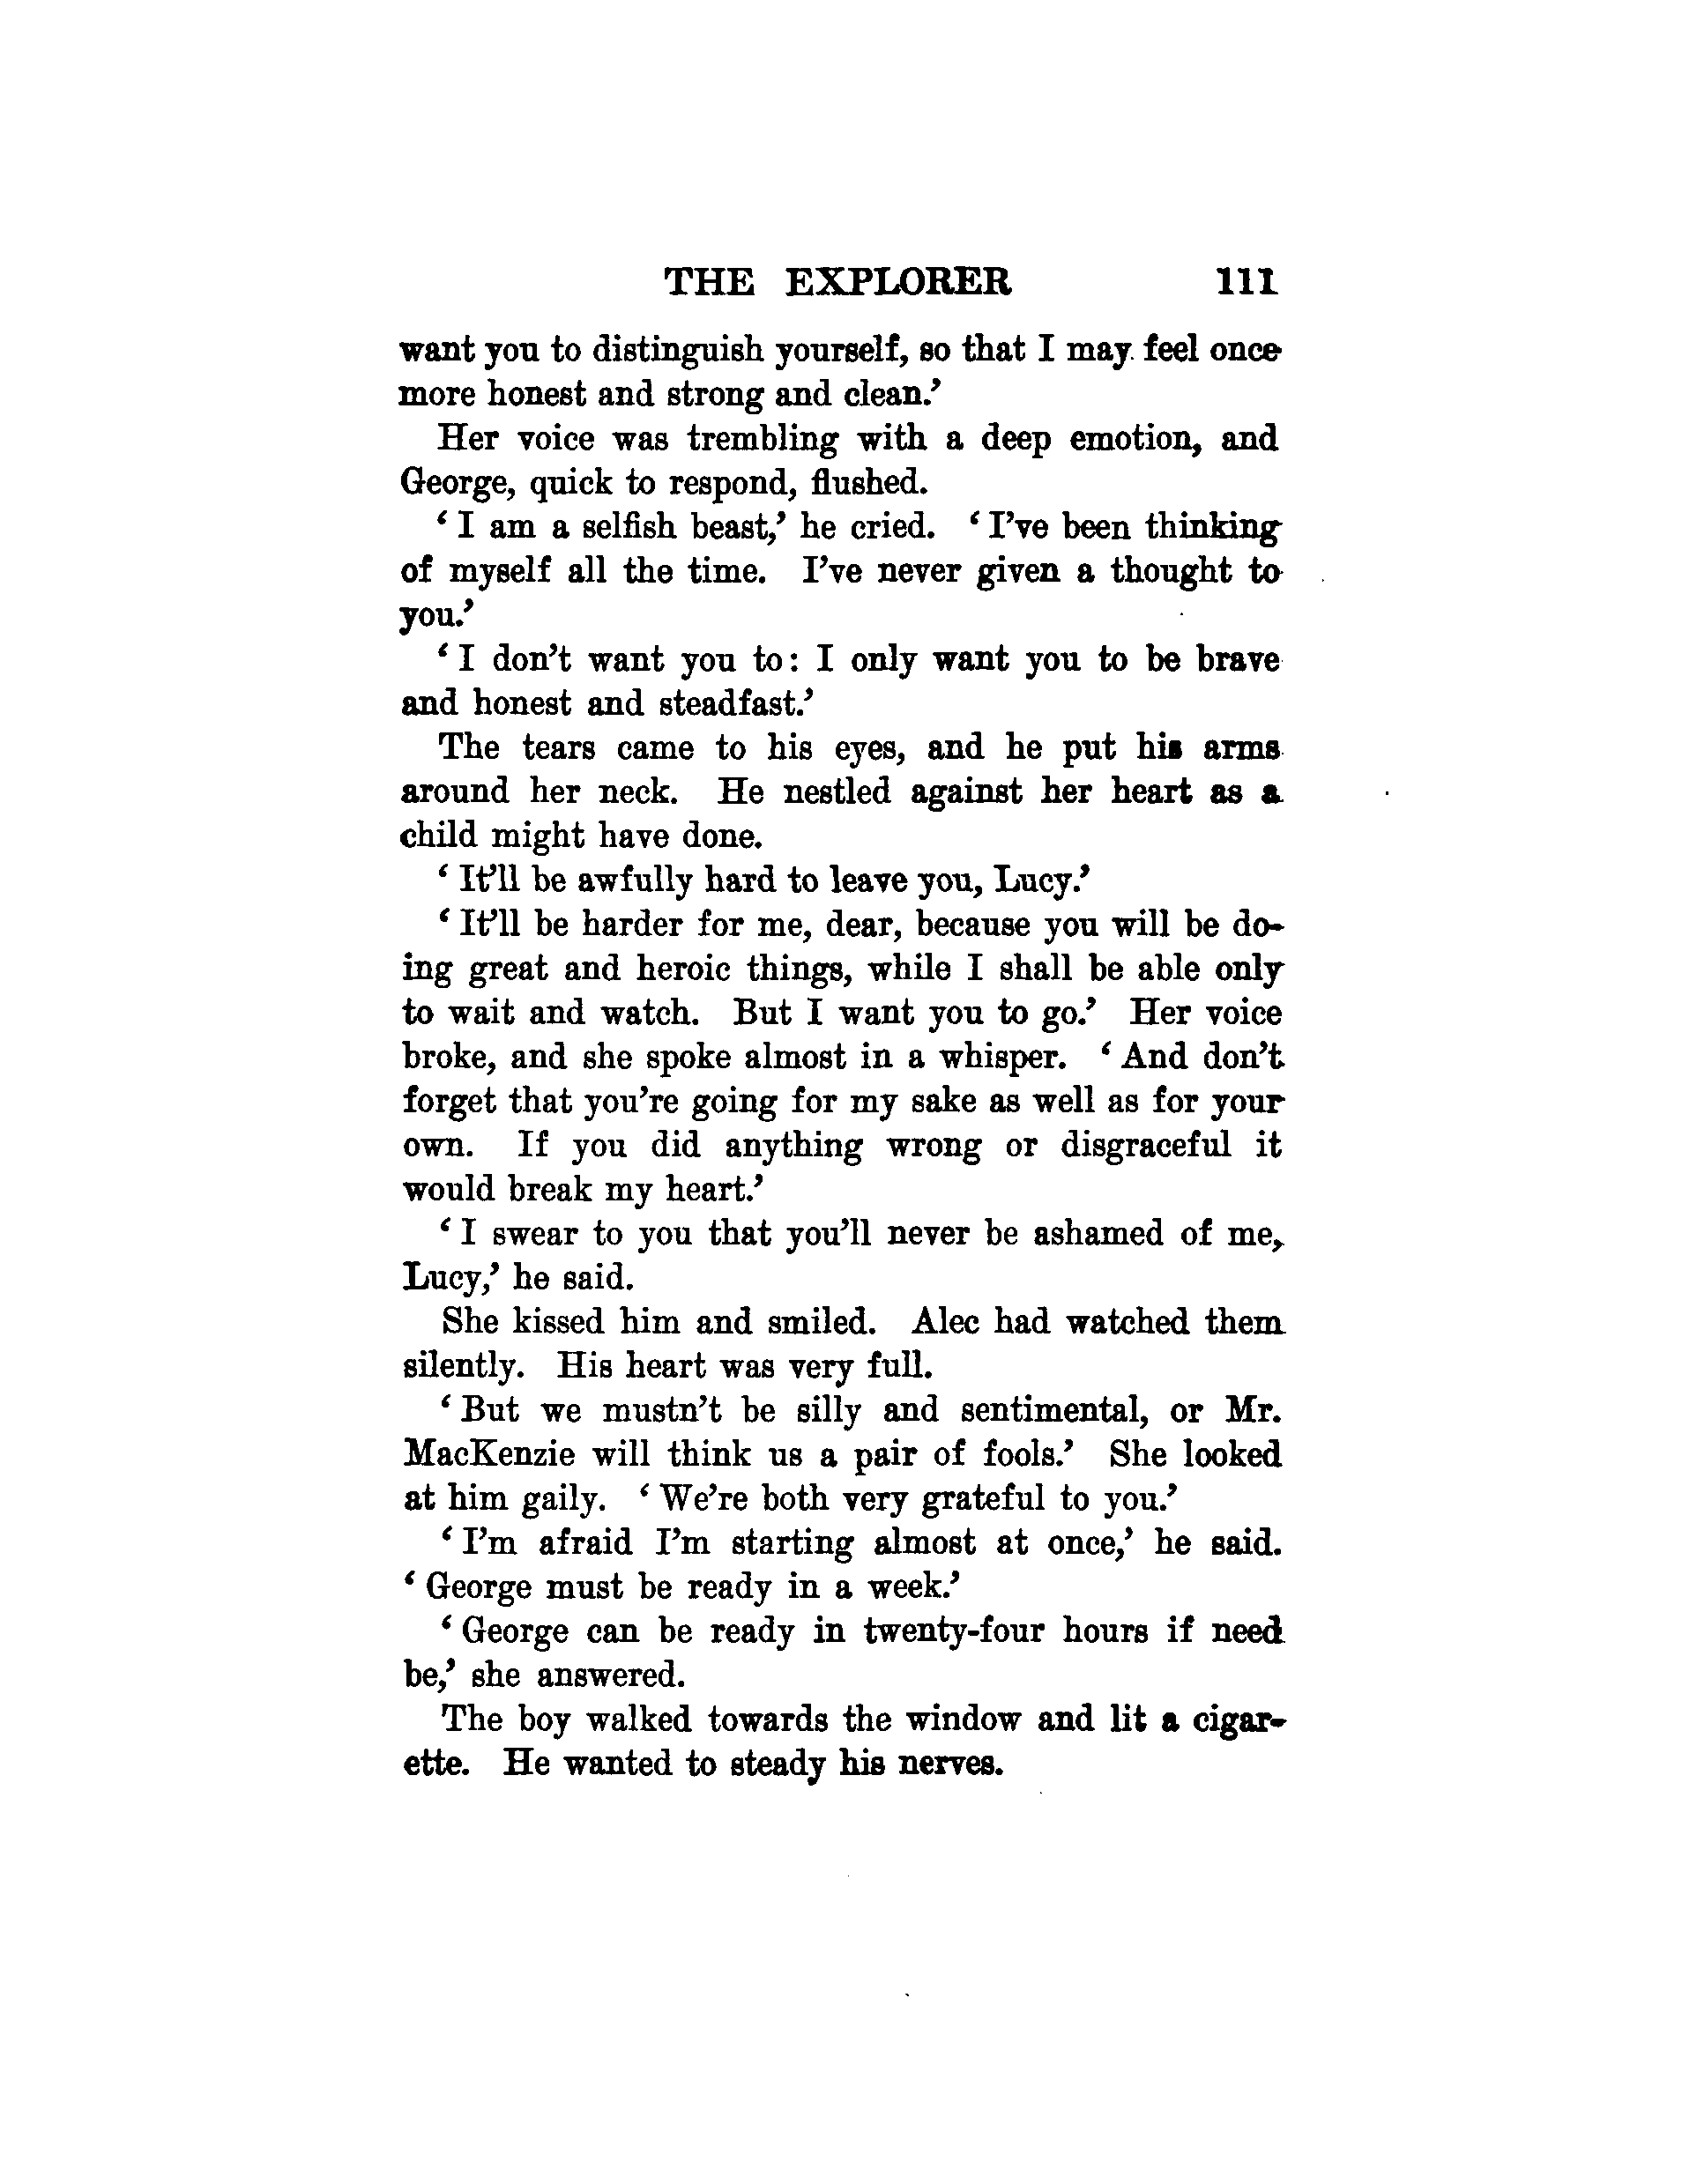 THE EXPLORER 111
want you to distinguish yourself, so that I may feel once
more honest and strong and clean.’
Her voice was trembling with a deep emotion, and
George, quick to respond, flushed.
‘ I am a selfish beast,’ he cried. ‘ I’ve been thinking
of myself all the time. I’ve never given a thought to
you.’
‘ I don’t want you to: I only want you to be brave
and honest and steadfast.’
The tears came to his eyes, and he put his arms
around her neck. He nestled against her heart as a
child might have done.
‘ It’ll be awfully hard to leave you, Lucy.’
‘ It’ll be harder for me, dear, because you will be do-
ing great and heroic things, while I shall be able only
to wait and watch. But I want you to go.’ Her voice
broke, and she spoke almost in a whisper. ‘ And don’t
forget that you’re going for my sake as well as for your
own. If you did anything wrong or disgraceful it
would break my heart.’
‘ I swear to you that you’ll never be ashamed of me,
Lucy,’ he said.
She kissed him and smiled. Alec had watched them
silently. His heart was very full.
‘ But we mustn’t be silly and sentimental, or Mr.
MacKenzie will think us a pair of fools.’ She looked
at him gaily. ‘ We’re both very grateful to you.’
‘ I’m afraid I’m starting almost at once,’ he said.
‘ George must be ready in a week.’
‘ George can be ready in twenty-four hours if need
be,’ she answered.
The boy walked towards the window and lit a cigar-
ette. He wanted to steady his nerves.